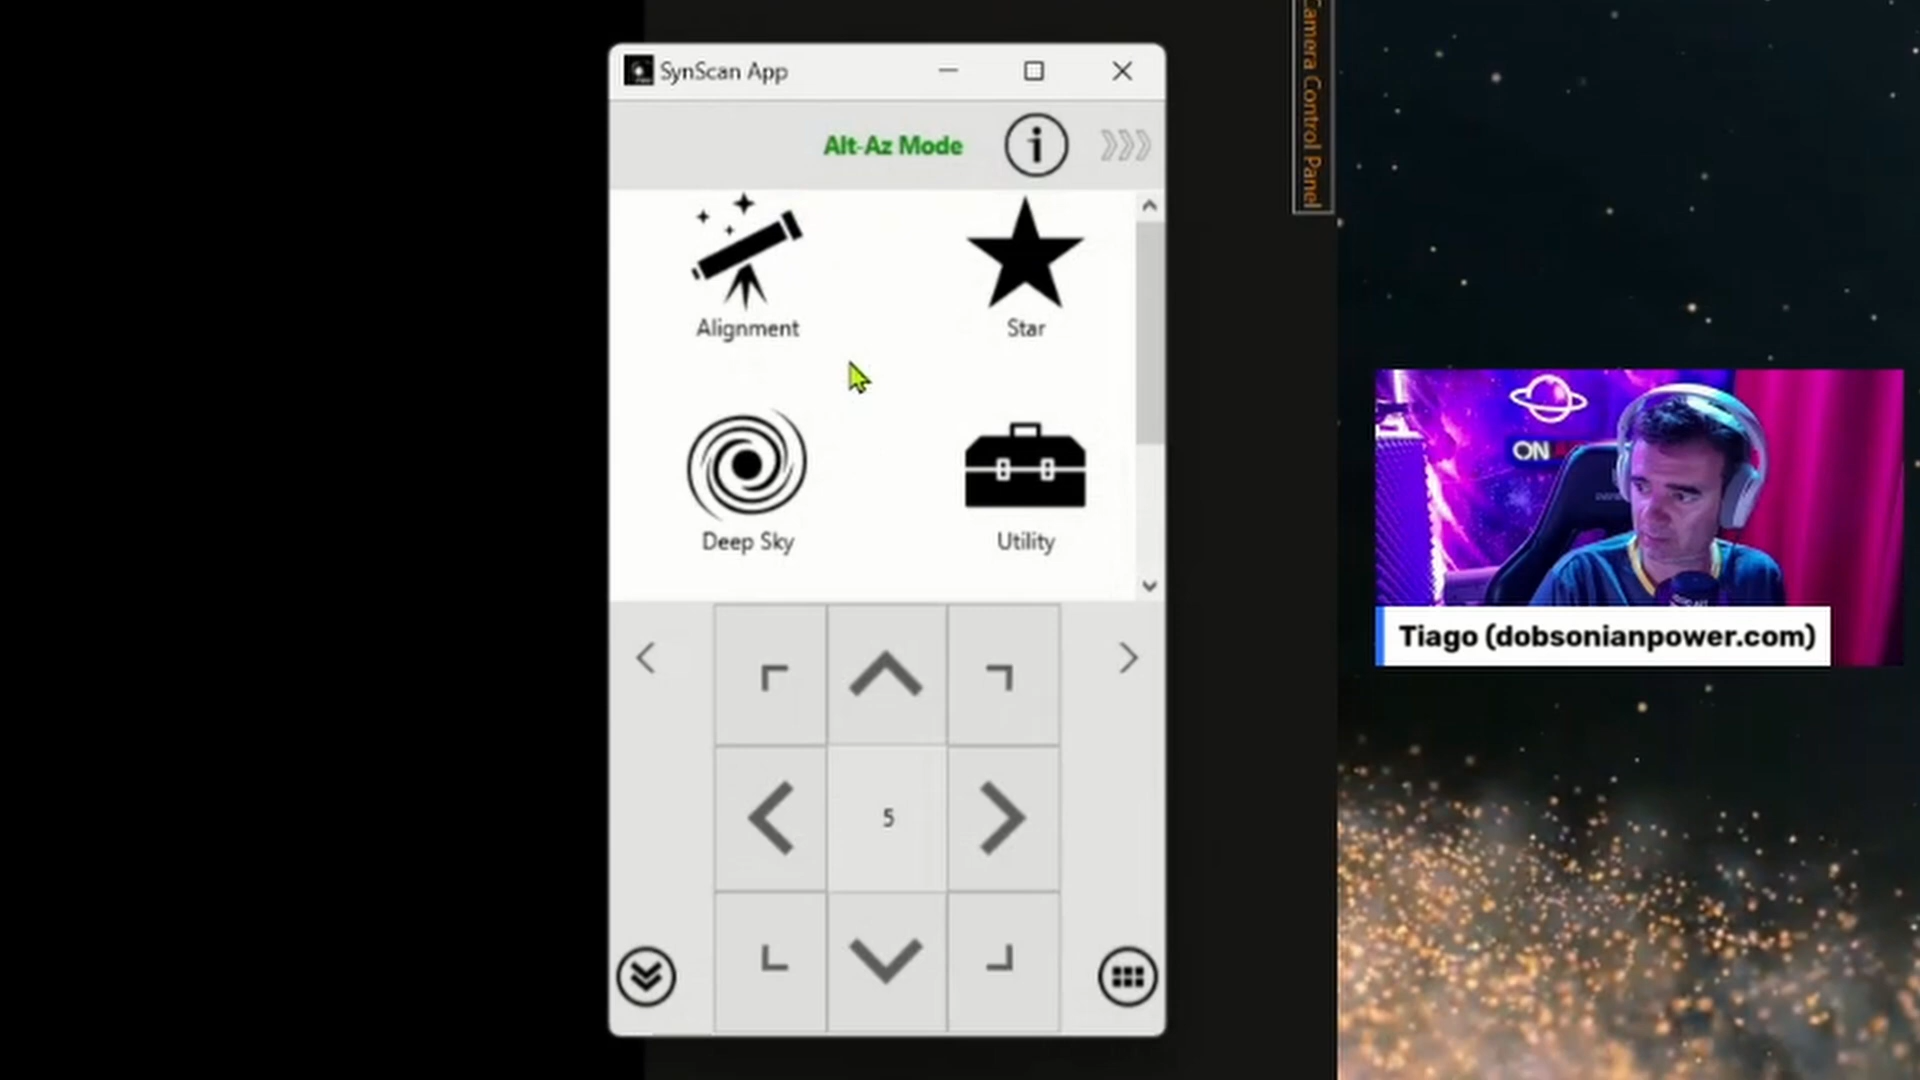 SynScan App
Alt-Az Mode
i
Alignment
Star
Deep Sky
Utility
5
Camera Control Panel
ON
Tiago (dobsonianpower.com)